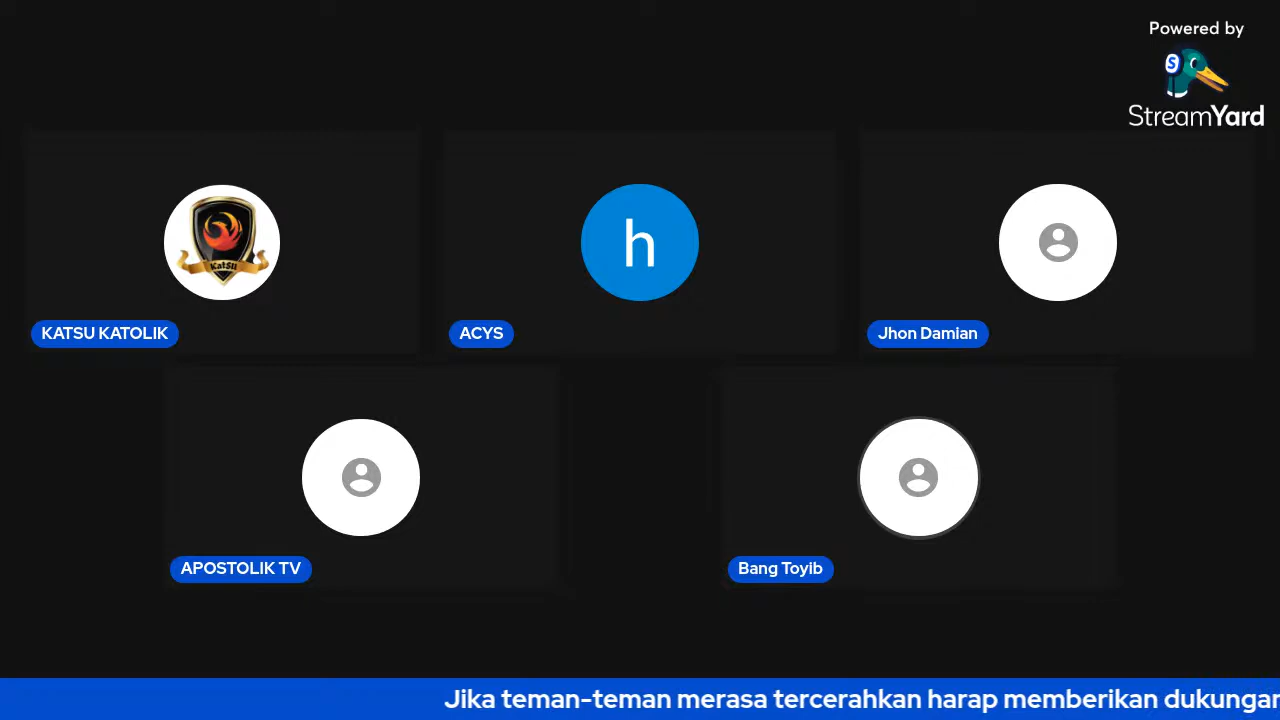 Powered by
S
StreamYard
KatSu
h
KATSU KATOLIK
ACYS
Jhon Damian
APOSTOLIK TV
Bang Toyib
Jika teman-teman merasa tercerahkan harap memberikan dukungan